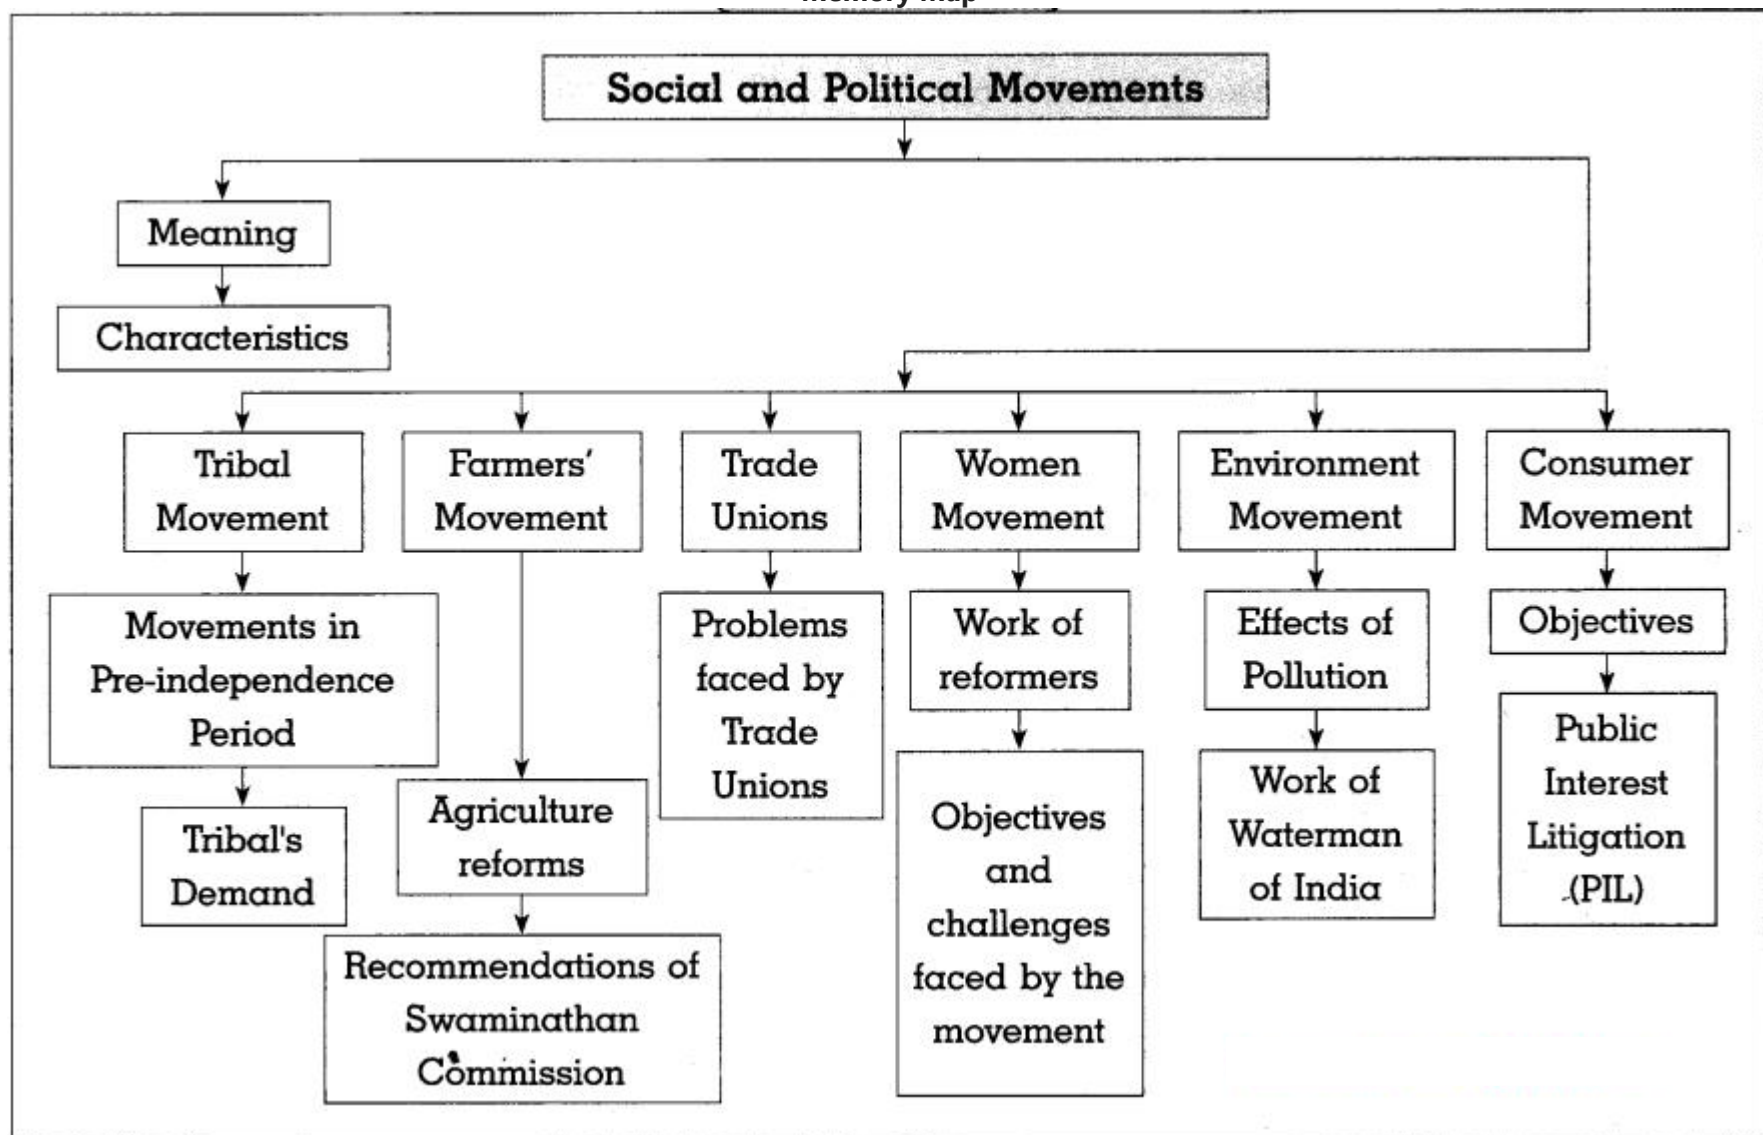 Memory Map
Social and Political Movements
Meaning
Characteristics
Tribal
Movement
Farmers’
Movement
Trade
Unions
Women
Movement
Environment
Movement
Consumer
Movement
Movements in
Pre-independence
Period
Tribal's
Demand
Agriculture
reforms
Recommendations of
Swaminathan
Commission
Problems
faced by
Trade
Unions
Work of
reformers
Objectives
and
challenges
faced by the
movement
Effects of
Pollution
Work of
Waterman
of India
Objectives
Public
Interest
Litigation
(PIL)